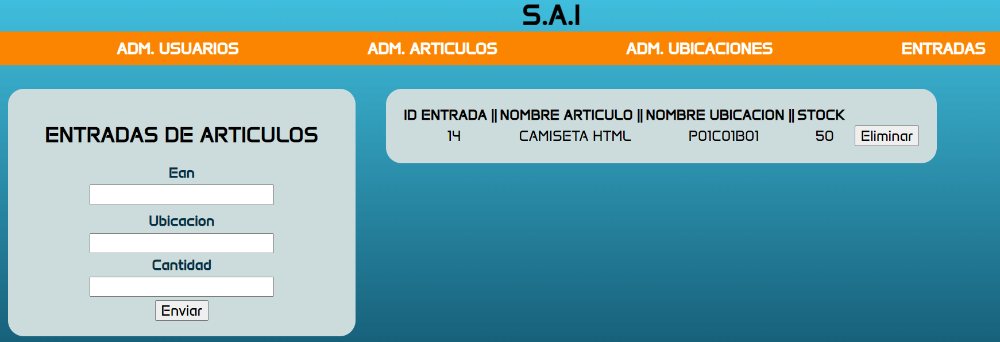 S.A.I
ADM. USUARIOS ADM. ARTICULOS ADM. UBICACIONES ENTRADAS
ENTRADAS DE ARTICULOS
Ean
Ubicacion
Cantidad
Enviar
ID ENTRADA || NOMBRE ARTICULO || NOMBRE UBICACION || STOCK
14 CAMISETA HTML P01C01B01 50 Eliminar